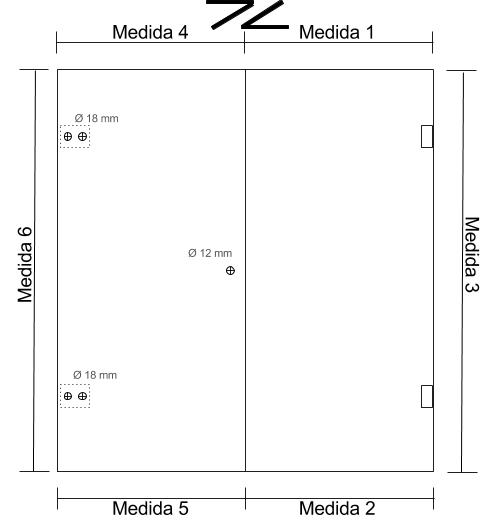 Medida 4
Medida 1
Ø 18 mm
Medida 6
Medida 3
Ø 12 mm
Ø 18 mm
Medida 5
Medida 2